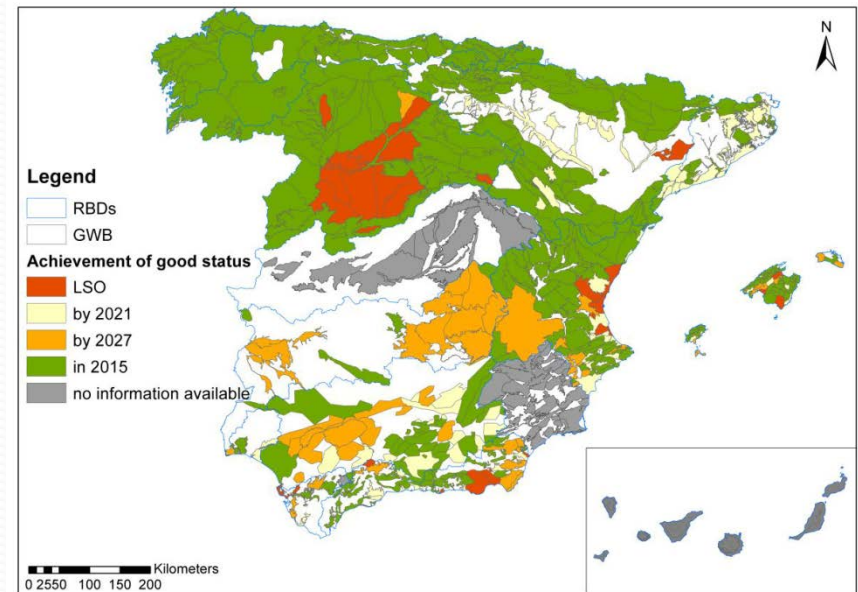 N
Legend
RBDs
GWB
Achievement of good status
LSO
by 2021
by 2027
in 2015
no information available
Kilometers
0 2550 100 150 200